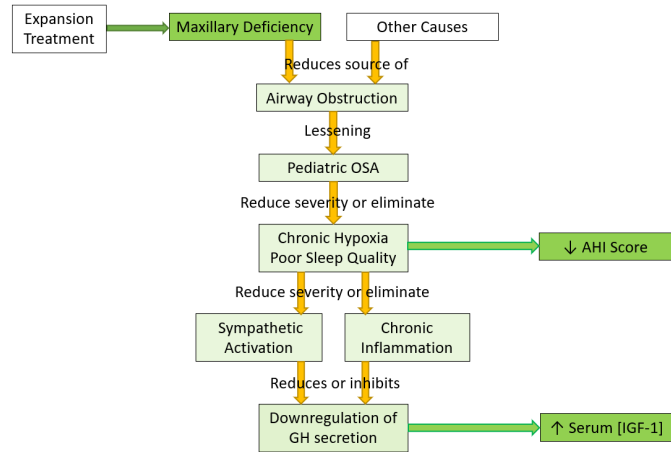 Expansion
Treatment
Maxillary Deficiency
Other Causes
Reduces source of
Airway Obstruction
Lessening
Pediatric OSA
Reduce severity or eliminate
Chronic Hypoxia
Poor Sleep Quality
↓ AHI Score
Reduce severity or eliminate
Sympathetic
Activation
Chronic
Inflammation
Reduces or inhibits
Downregulation of
GH secretion
↑ Serum [IGF-1]